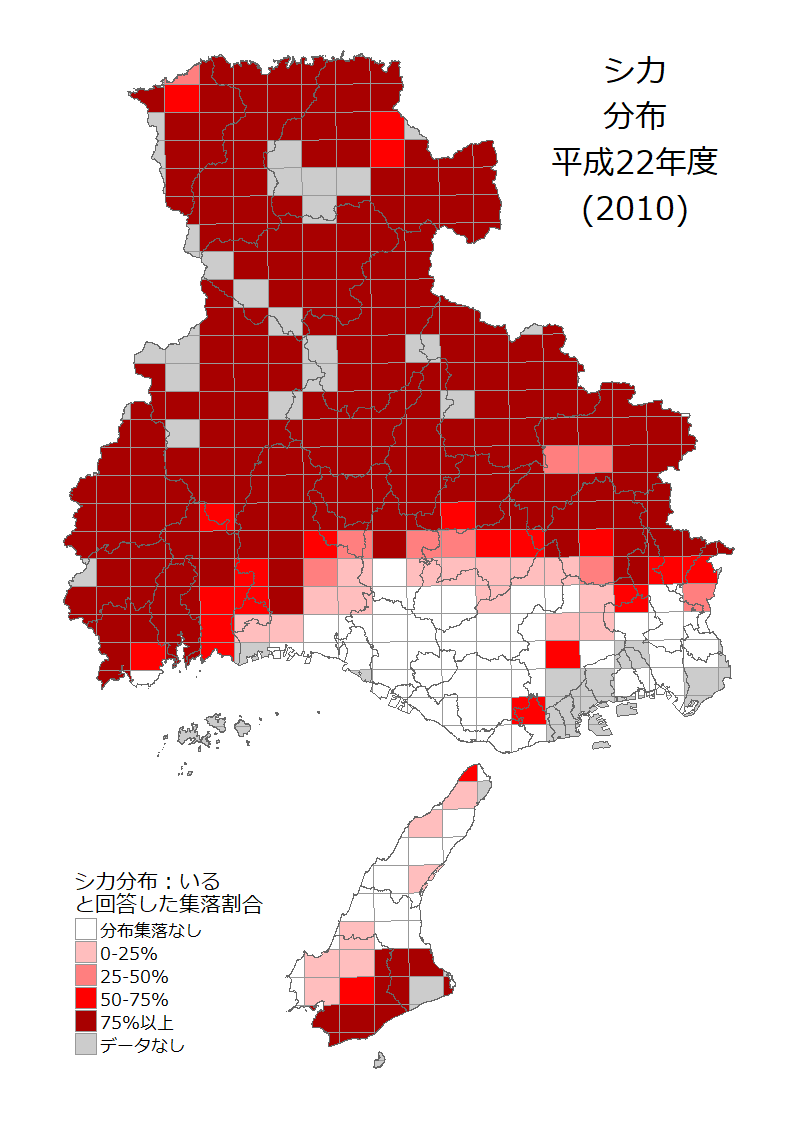 シカ
分布
平成22年度
(2010)
シカ分布：いる
と回答した集落割合
分布集落なし
0-25%
25-50%
50-75%
75%以上
データなし